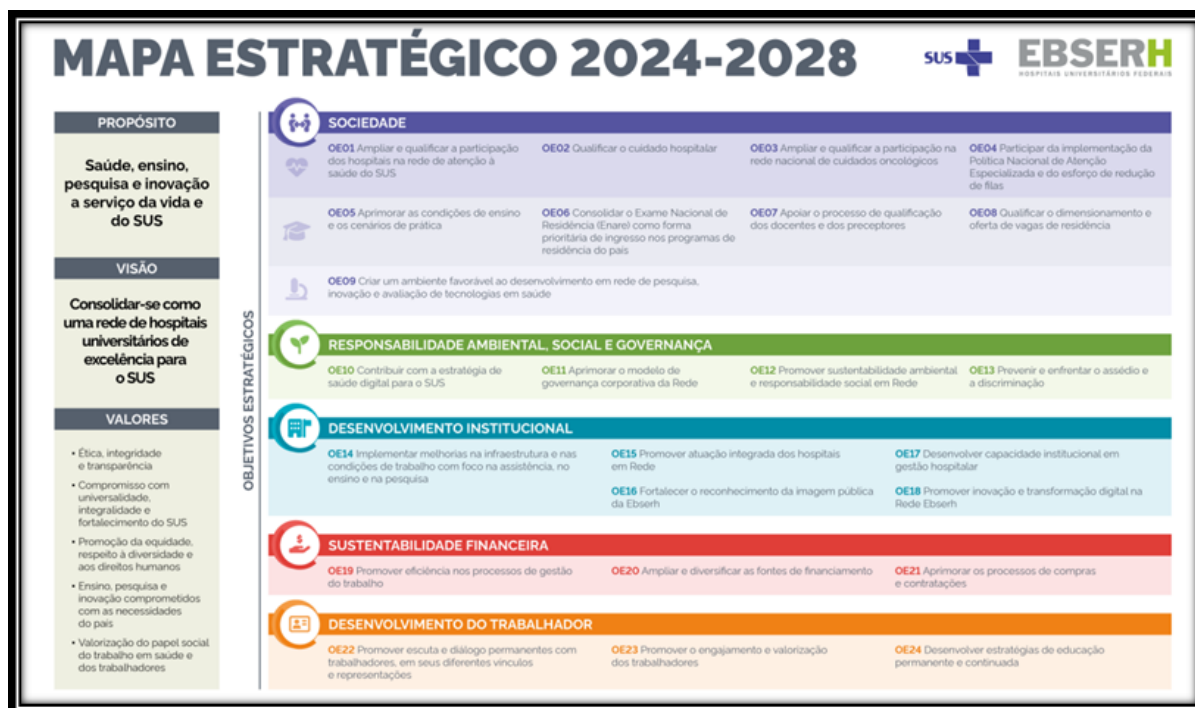 MAPA ESTRATÉGICO 2024-2028
SUS
EBSERH
HOSPITAIS UNIVERSITÁRIOS FEDERAIS
PROPÓSITO
Saúde, ensino,
pesquisa e inovação
a serviço da vida e
do SUS
VISÃO
Consolidar-se como
uma rede de hospitais
universitários de
excelência para
o SUS
VALORES
• Ética, integridade
e transparência
• Compromisso com
universalidade,
integralidade e
fortalecimento do SUS
• Promoção da equidade,
respeito à diversidade e
aos direitos humanos
• Ensino, pesquisa e
inovação comprometidos
com as necessidades
do país
• Valorização do papel social
do trabalho em saúde e
dos trabalhadores
OBJETIVOS ESTRATÉGICOS
SOCIEDADE
OE01 Ampliar e qualificar a participação
dos hospitais na rede de atenção à
saúde do SUS
OE02 Qualificar o cuidado hospitalar
OE03 Ampliar e qualificar a participação na
rede nacional de cuidados oncológicos
OE04 Participar da implementação da
Política Nacional de Atenção
Especializada e do esforço de redução
de filas
OE05 Aprimorar as condições de ensino
e os cenários de prática
OE06 Consolidar o Exame Nacional de
Residência (Enare) como forma
prioritária de ingresso nos programas de
residência do país
OE07 Apoiar o processo de qualificação
dos docentes e dos preceptores
OE08 Qualificar o dimensionamento e
oferta de vagas de residência
OE09 Criar um ambiente favorável ao desenvolvimento em rede de pesquisa,
inovação e avaliação de tecnologias em saúde
RESPONSABILIDADE AMBIENTAL, SOCIAL E GOVERNANÇA
OE10 Contribuir com a estratégia de
saúde digital para o SUS
OE11 Aprimorar o modelo de
governança corporativa da Rede
OE12 Promover sustentabilidade ambiental
e responsabilidade social em Rede
OE13 Prevenir e enfrentar o assédio e
a discriminação
DESENVOLVIMENTO INSTITUCIONAL
OE14 Implementar melhorias na infraestrutura e nas
condições de trabalho com foco na assistência, no
ensino e na pesquisa
OE15 Promover atuação integrada dos hospitais
em Rede
OE16 Fortalecer o reconhecimento da imagem pública
da Ebserh
OE17 Desenvolver capacidade institucional em
gestão hospitalar
OE18 Promover inovação e transformação digital na
Rede Ebserh
SUSTENTABILIDADE FINANCEIRA
OE19 Promover eficiência nos processos de gestão
do trabalho
OE20 Ampliar e diversificar as fontes de financiamento
OE21 Aprimorar os processos de compras
e contratações
DESENVOLVIMENTO DO TRABALHADOR
OE22 Promover escuta e diálogo permanentes com
trabalhadores, em seus diferentes vínculos
e representações
OE23 Promover o engajamento e valorização
dos trabalhadores
OE24 Desenvolver estratégias de educação
permanente e continuada